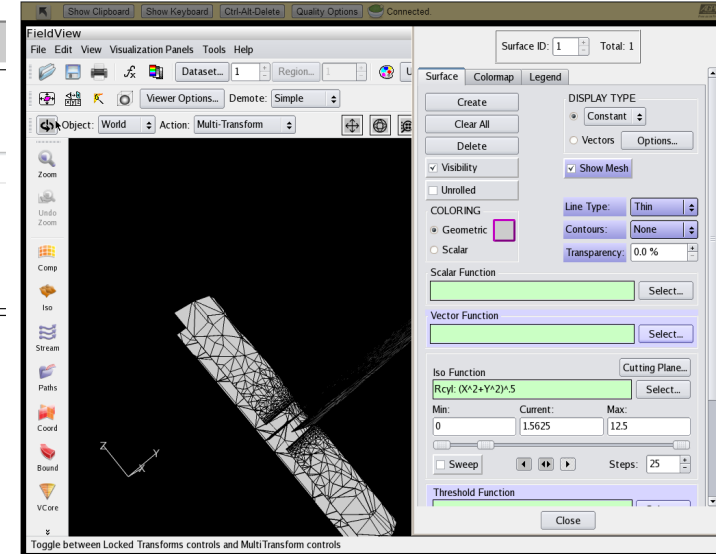 Show Clipboard Show Keyboard Ctrl-Alt-Delete Quality Options Connected.
FieldView
File Edit View Visualization Panels Tools Help
Dataset... 1 Region... 1
Viewer Options... Demote: Simple
Object: World Action: Multi-Transform
Zoom
Undo
Zoom
Comp
Iso
Stream
Paths
Coord
Bound
VCore
Z Y
X
Toggle between Locked Transforms controls and MultiTransform controls
Surface ID: 1 Total: 1
Surface Colormap Legend
Create
Clear All
Delete
Visibility
Unrolled
COLORING
Geometric
Scalar
DISPLAY TYPE
Constant
Vectors Options...
Show Mesh
Line Type: Thin
Contours: None
Transparency: 0.0 %
Scalar Function
Select...
Vector Function
Select...
Cutting Plane...
Iso Function
Rcyl: (X^2+Y^2)^.5 Select...
Min: Current: Max:
0 1.5625 12.5
Sweep Steps: 25
Threshold Function
Close